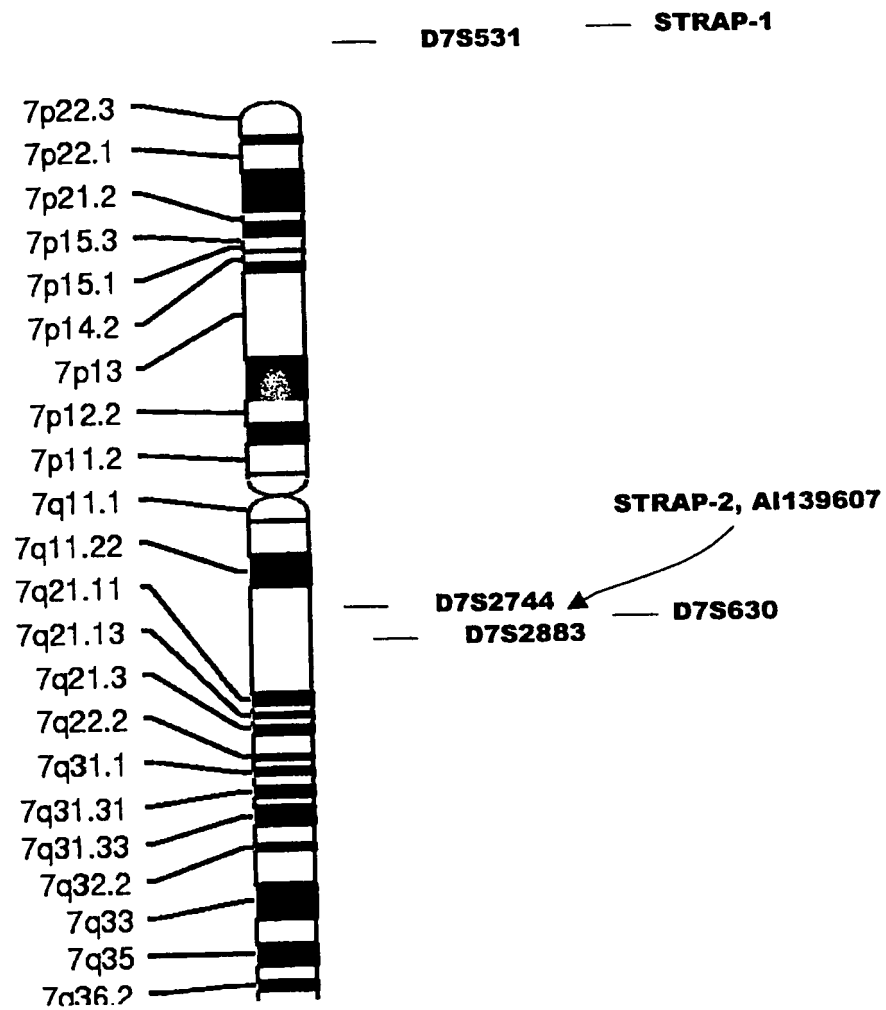 STRAP-1
D7S531
7p22.3
7p22.1
7p21.2
7p15.3
7p15.1
7p14.2
7p13
7p12.2
7p11.2
7q11.1
STRAP-2, AI139607
7q11.22
7q21.11
D7S2744
D7S630
7q21.13
D7S2883
7q21.3
7q22.2
7q31.1
7q31.31
7q31.33
7q32.2
7q33
7q35
7q36.2